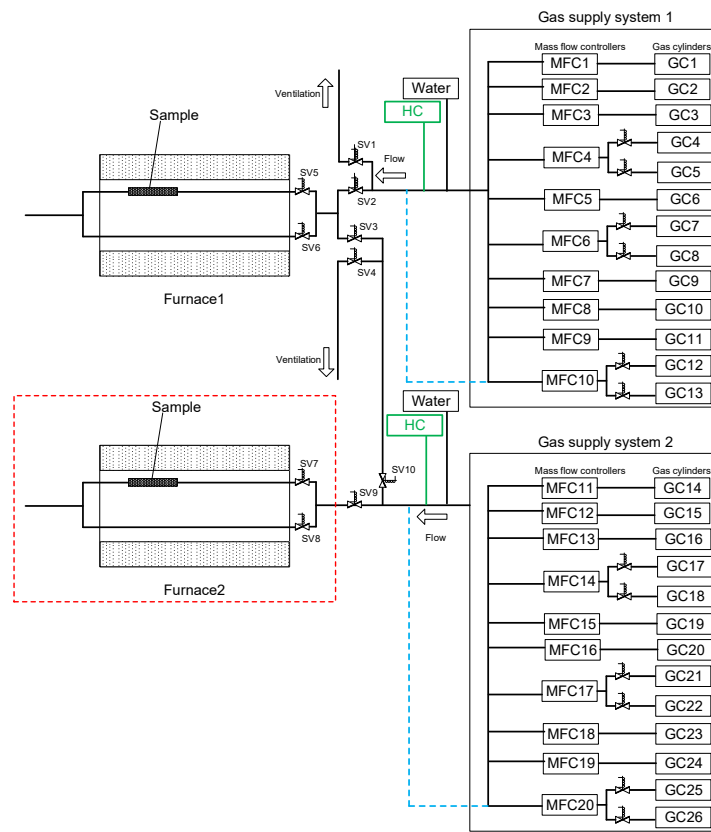 Gas supply system 1
Mass flow controllers Gas cylinders
MFC1 GC1
MFC2 GC2
MFC3 GC3
MFC4 GC4
GC5
MFC5 GC6
MFC6 GC7
GC8
MFC7 GC9
MFC8 GC10
MFC9 GC11
MFC10 GC12
GC13
Water
HC
Ventilation
Flow
SV1
SV2
SV3
SV4
Sample
SV5
SV6
Furnace1
Ventilation
Water
HC
SV10
SV9
Flow
Sample
SV7
SV8
Furnace2
Gas supply system 2
Mass flow controllers Gas cylinders
MFC11 GC14
MFC12 GC15
MFC13 GC16
MFC14 GC17
GC18
MFC15 GC19
MFC16 GC20
MFC17 GC21
GC22
MFC18 GC23
MFC19 GC24
MFC20 GC25
GC26